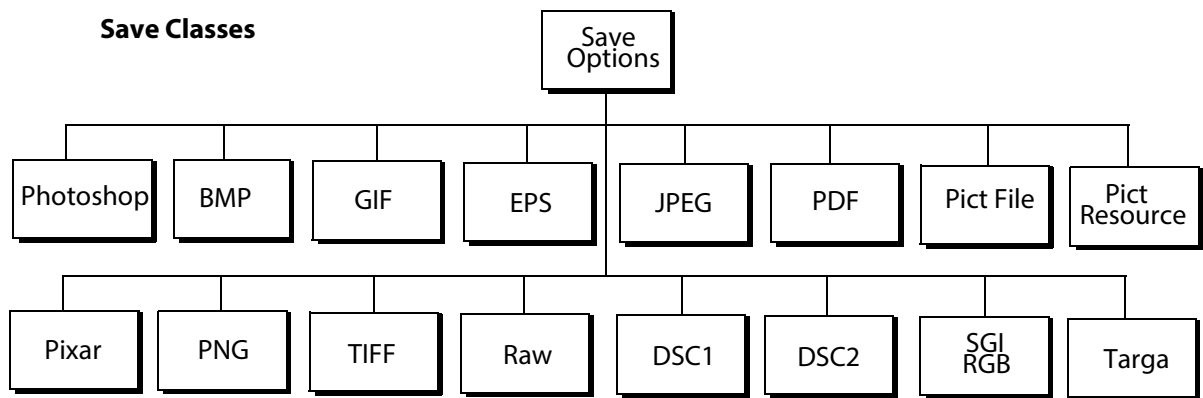 Save Classes
Save
Options
Photoshop
BMP
GIF
EPS
JPEG
PDF
Pict File
Pict
Resource
Pixar
PNG
TIFF
Raw
DSC1
DSC2
SGI
RGB
Targa